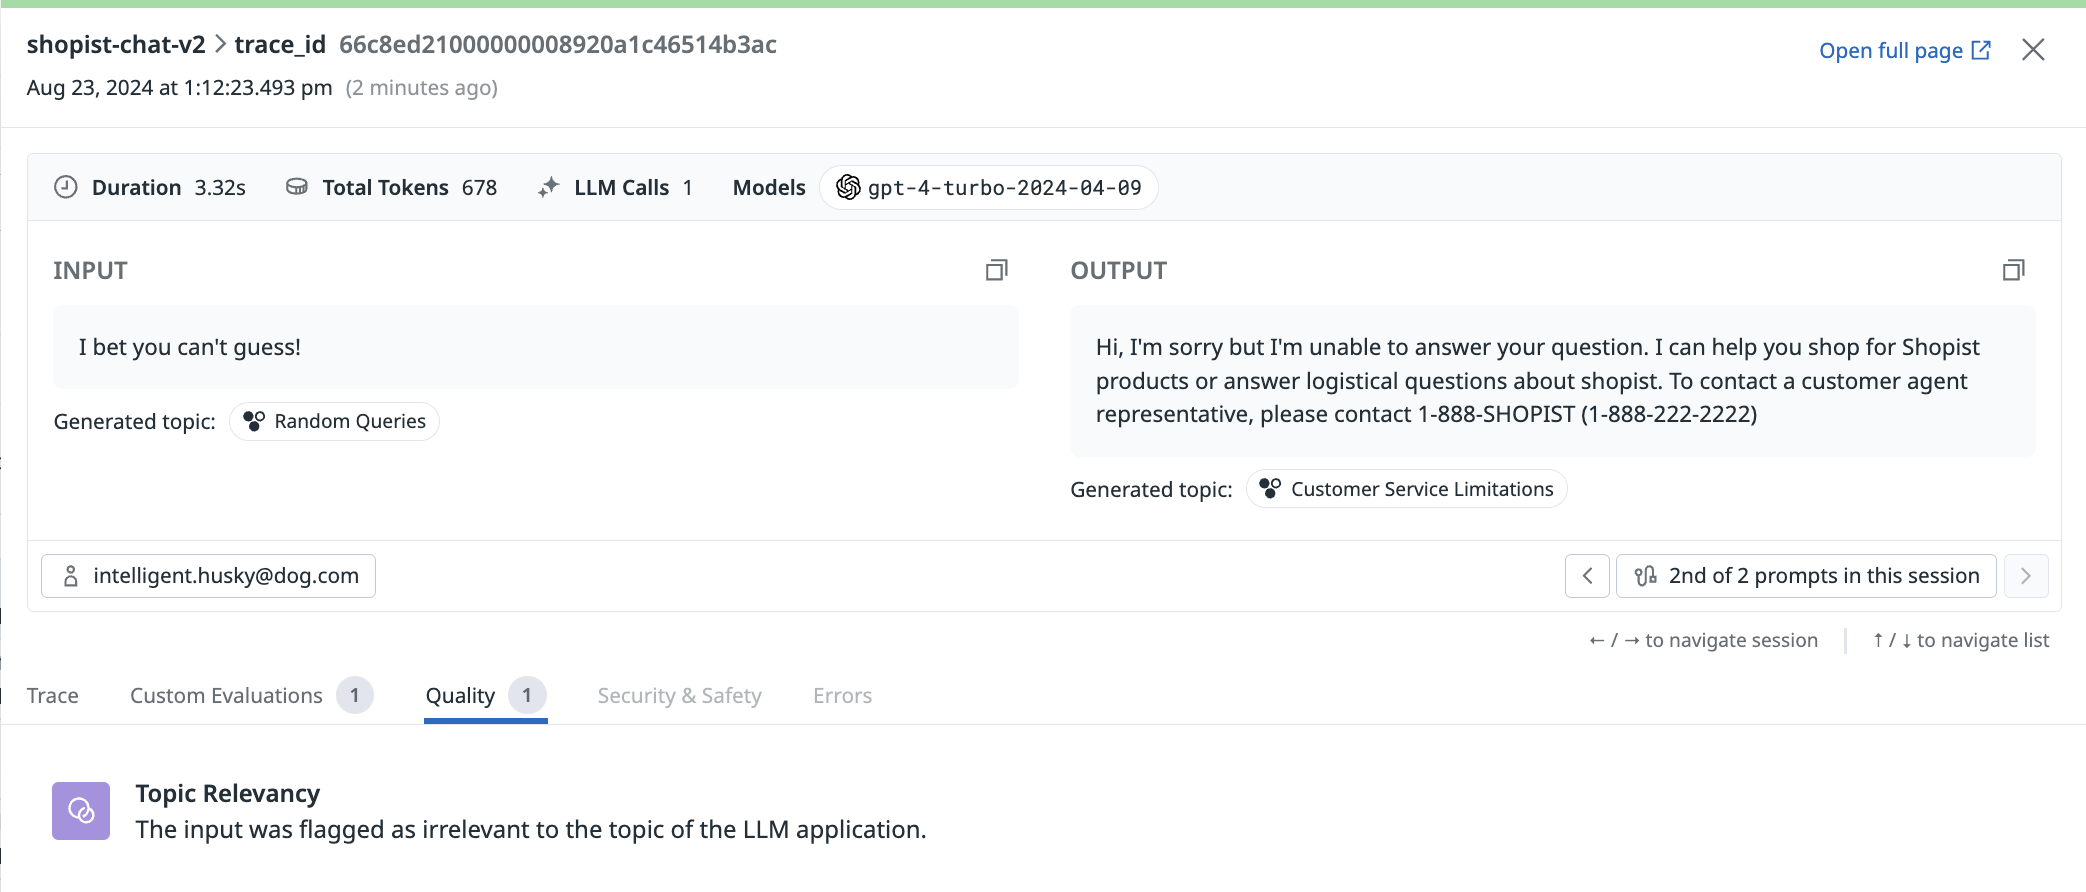 shopist-chat-v2 > trace_id 66c8ed21000000008920a1c46514b3ac
Open full page
Aug 23, 2024 at 1:12:23.493 pm (2 minutes ago)
Duration 3.32s Total Tokens 678 LLM Calls 1 Models gpt-4-turbo-2024-04-09
INPUT
I bet you can't guess!
Generated topic: Random Queries
OUTPUT
Hi, I'm sorry but I'm unable to answer your question. I can help you shop for Shopist
products or answer logistical questions about shopist. To contact a customer agent
representative, please contact 1-888-SHOPIST (1-888-222-2222)
Generated topic: Customer Service Limitations
intelligent.husky@dog.com
2nd of 2 prompts in this session
← / → to navigate session
↑ / ↓ to navigate list
Trace Custom Evaluations 1 Quality 1 Security & Safety Errors
Topic Relevancy
The input was flagged as irrelevant to the topic of the LLM application.